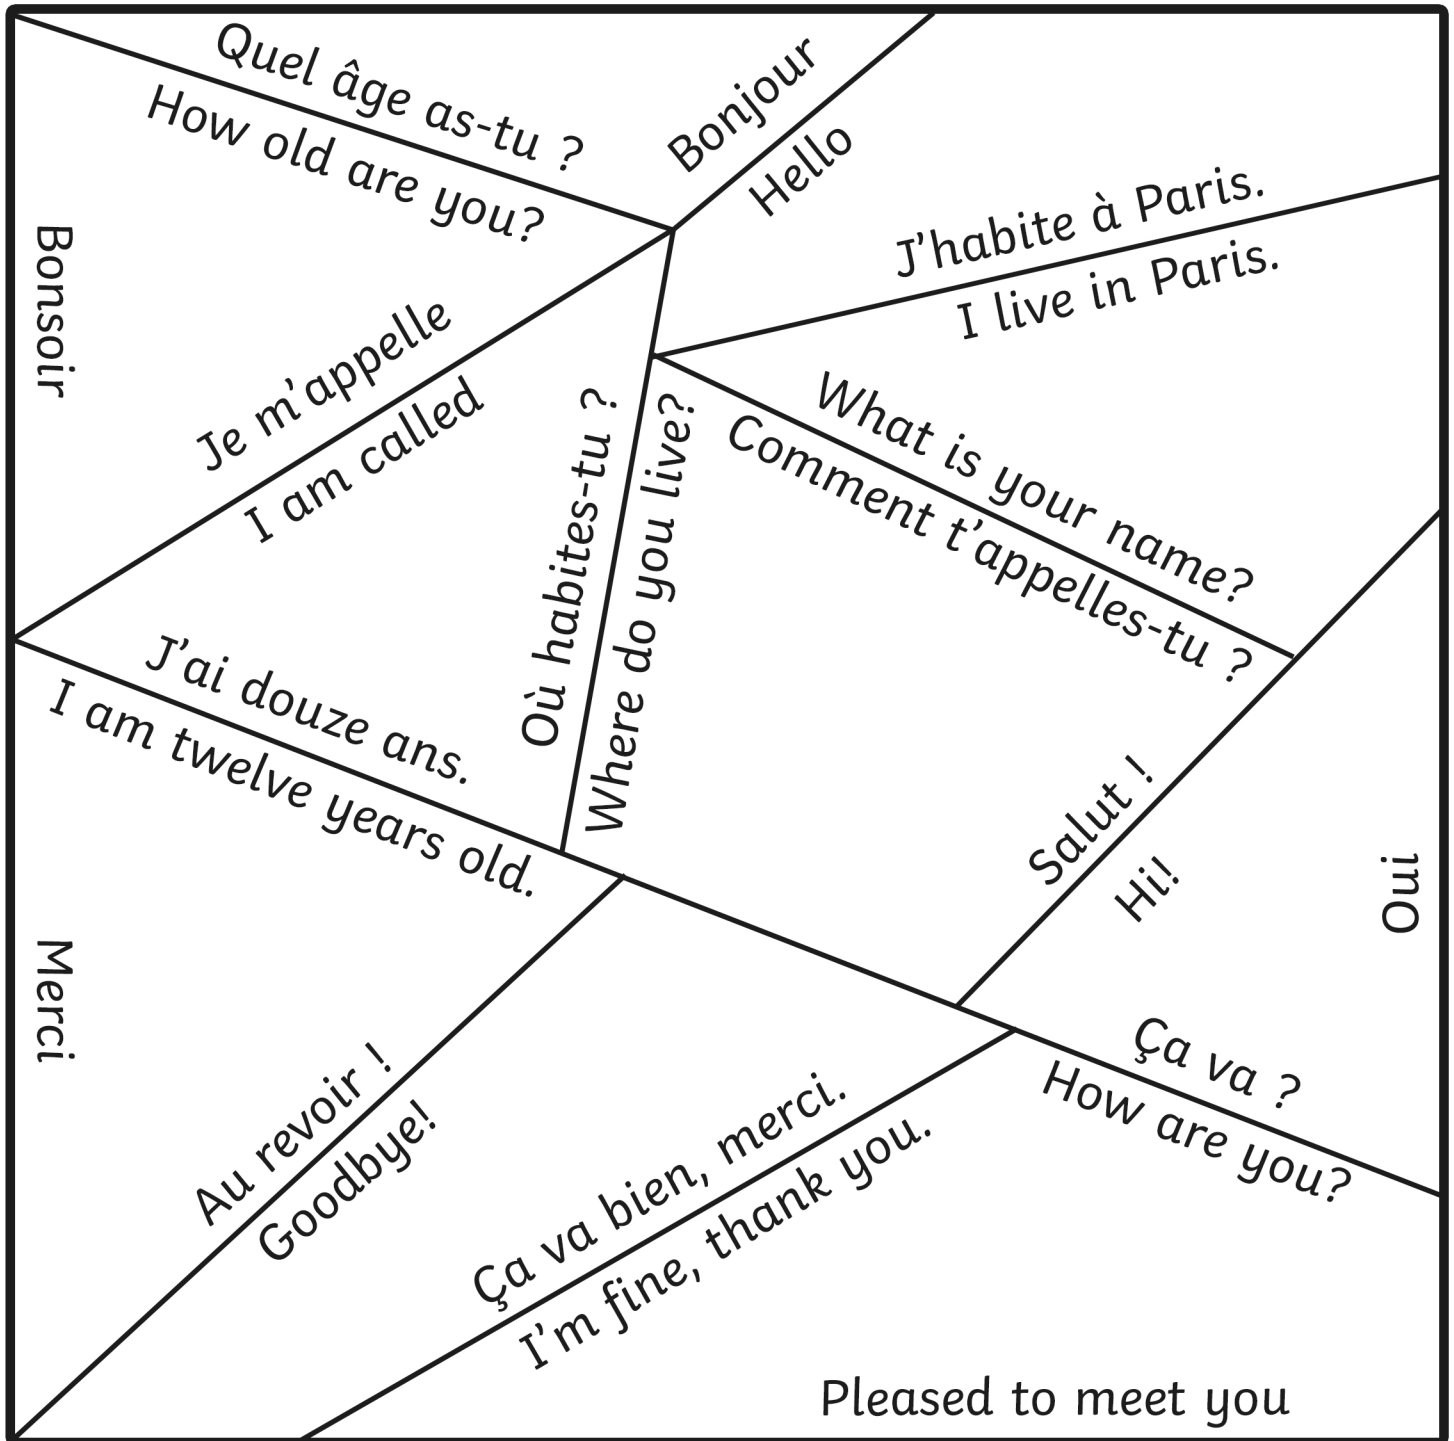 Quel âge as-tu ?
How old are you?
Bonjour
Hello
J'habite à Paris.
I live in Paris.
Bonsoir
Je m'appelle
I am called
Où habites-tu ?
Where do you live?
What is your name?
Comment t'appelles-tu ?
J'ai douze ans.
I am twelve years old.
Salut !
Hi!
Oui
Merci
Au revoir !
Goodbye!
Ça va ?
How are you?
Ça va bien, merci.
I'm fine, thank you.
Pleased to meet you